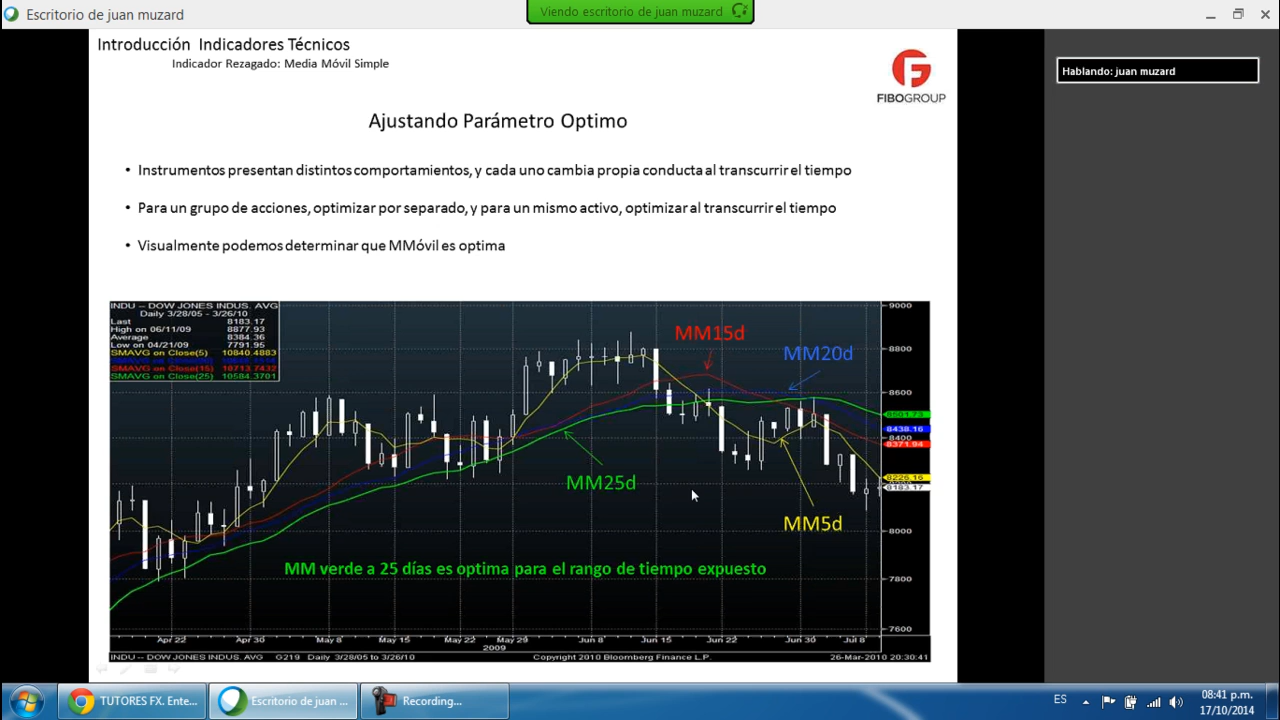 Escritorio de juan muzard
Viendo escritorio de juan muzard
Introducción Indicadores Técnicos
Indicador Rezagado: Media Móvil Simple
FIBOGROUP
Hablando: juan muzard
Ajustando Parámetro Optimo
• Instrumentos presentan distintos comportamientos, y cada uno cambia propia conducta al transcurrir el tiempo
• Para un grupo de acciones, optimizar por separado, y para un mismo activo, optimizar al transcurrir el tiempo
• Visualmente podemos determinar que MMóvil es optima
INDU -- DOW JONES INDUS. AVG
Daily 3/28/05 - 3/26/10
Last 8183.17
High on 06/11/09 8877.93
Average 8384.36
Low on 04/21/09 7791.95
SMAVG on Close(5) 10840.4883
SMAVG on Close(15) 10713.7432
SMAVG on Close(25) 10584.3701
MM15d
MM20d
MM25d
MM5d
MM verde a 25 días es optima para el rango de tiempo expuesto
9000
8800
8600
8501.73
8438.16
8400
8371.94
8226.16
8183.17
8000
7800
7600
Apr 22 Apr 30 May 8 May 15 May 22 May 29 Jun 8 Jun 15 Jun 22 Jun 30 Jul 8
2009
INDU -- DOW JONES INDUS. AVG G219 Daily 3/28/05 to 3/26/10 Copyright 2010 Bloomberg Finance L.P. 26-Mar-2010 20:30:41
TUTORES FX. Ente...
Escritorio de juan ...
Recording...
ES
08:41 p.m.
17/10/2014